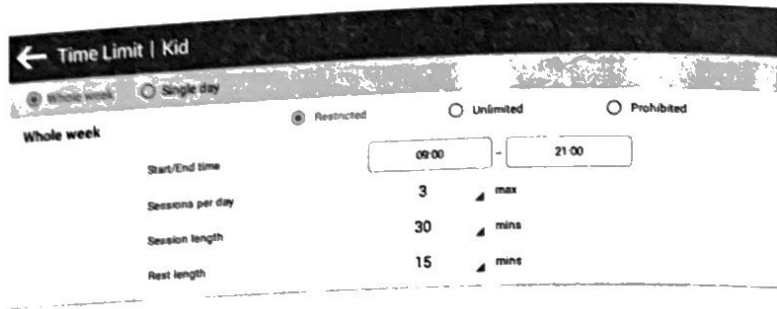 Time Limit | Kid
Whole week Single day
Restricted Unlimited Prohibited
Whole week
Start/End time 09:00 - 21:00
Sessions per day 3 max
Session length 30 mins
Rest length 15 mins